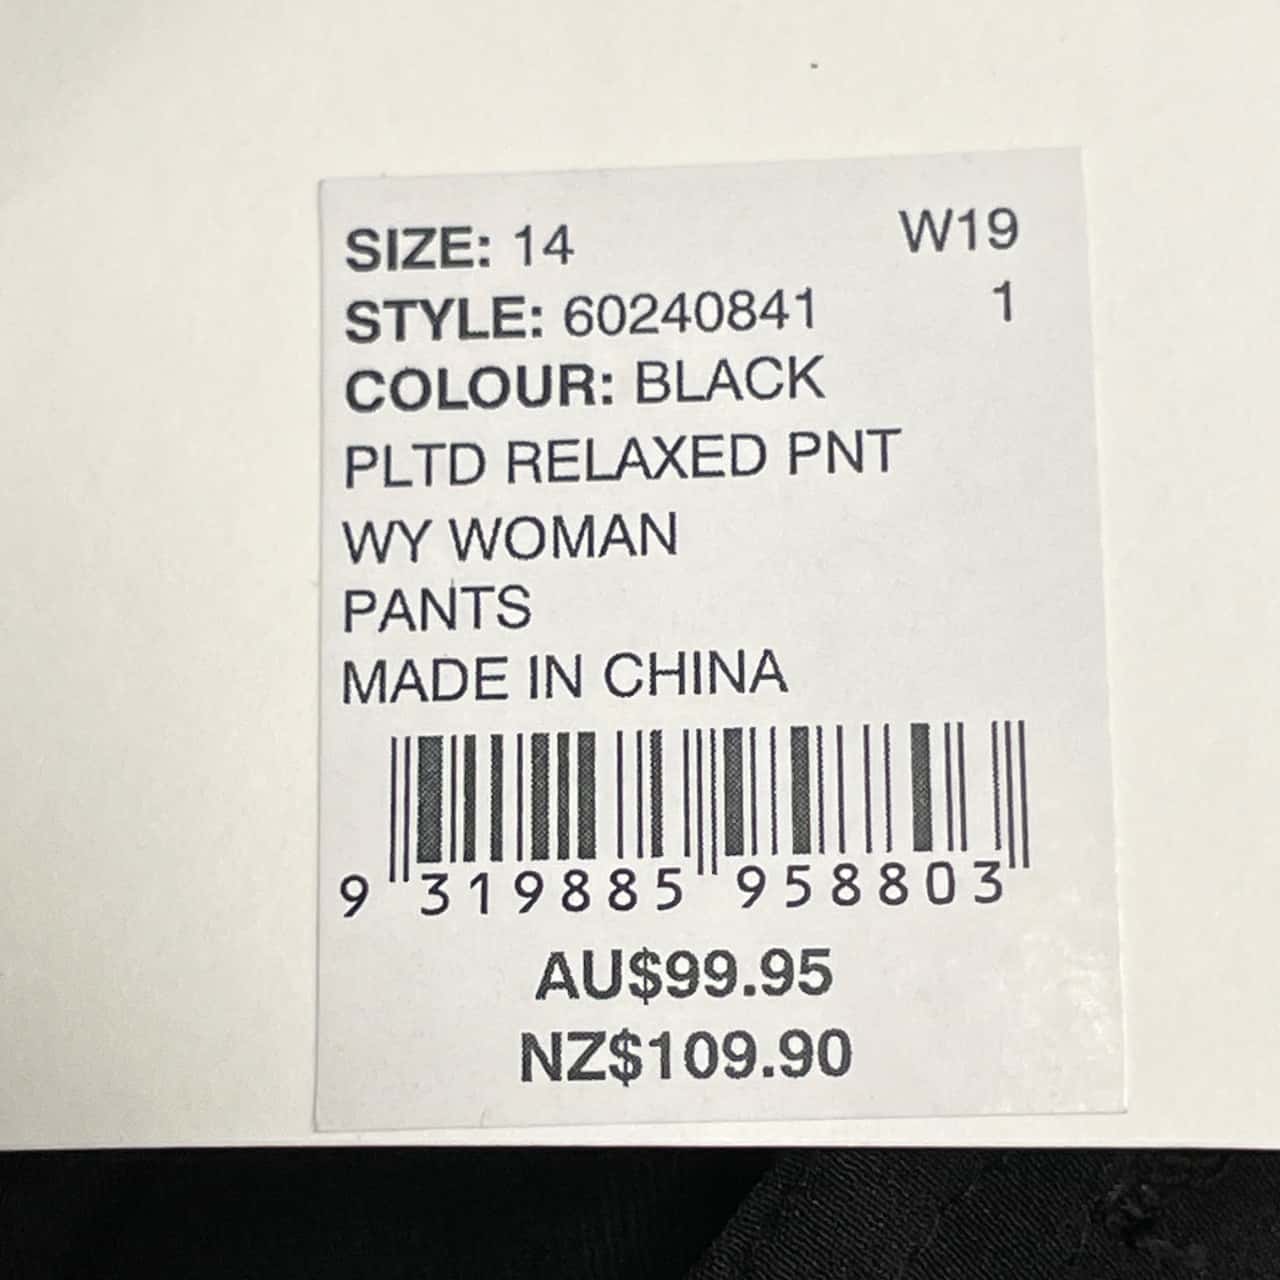 SIZE: 14 W19
STYLE: 60240841 1
COLOUR: BLACK
PLTD RELAXED PNT
WY WOMAN
PANTS
MADE IN CHINA
9 319885 958803
AU$99.95
NZ$109.90